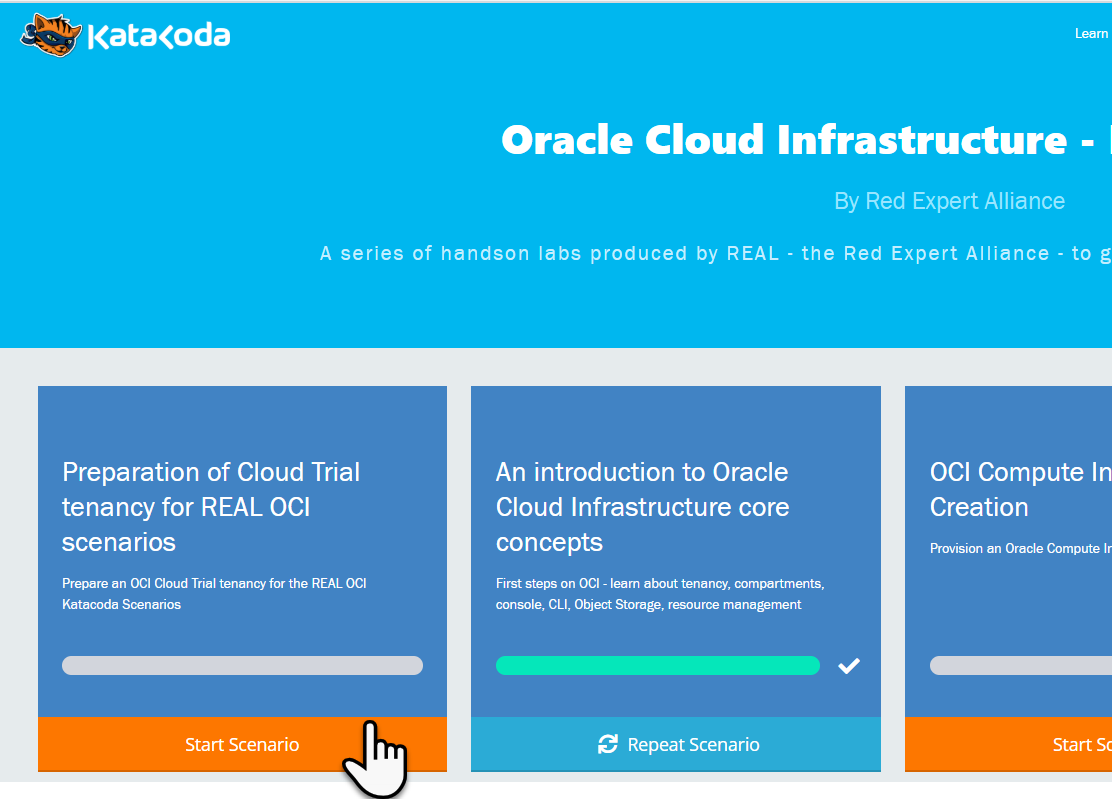 Katakoda
Learn
Oracle Cloud Infrastructure -
By Red Expert Alliance
A series of handson labs produced by REAL - the Red Expert Alliance - to g
Preparation of Cloud Trial
tenancy for REAL OCI
scenarios
Prepare an OCI Cloud Trial tenancy for the REAL OCI
Katacoda Scenarios
Start Scenario
An introduction to Oracle
Cloud Infrastructure core
concepts
First steps on OCI - learn about tenancy, compartments,
console, CLI, Object Storage, resource management
Repeat Scenario
OCI Compute In
Creation
Provision an Oracle Compute In
Start Sc